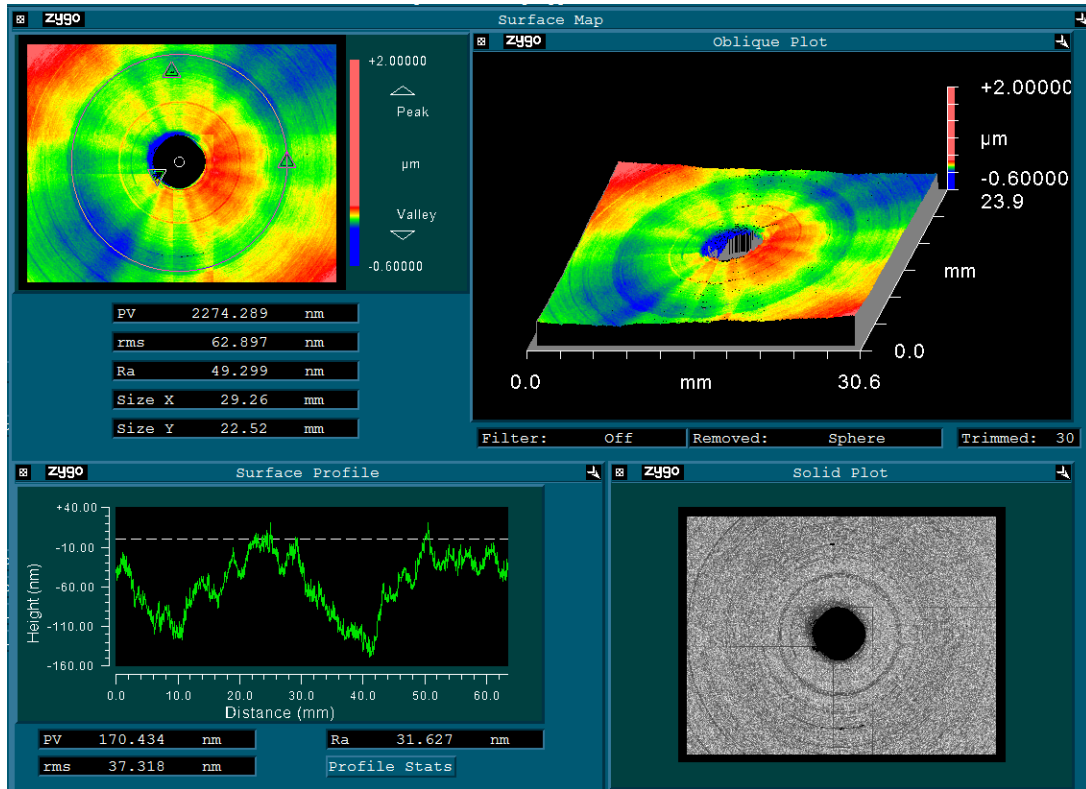 zygo Surface Map
+2.00000
Peak
µm
Valley
-0.60000
PV 2274.289 nm
rms 62.897 nm
Ra 49.299 nm
Size X 29.26 mm
Size Y 22.52 mm
zygo Oblique Plot
+2.00000
µm
-0.60000
23.9
mm
0.0
0.0 mm 30.6
Filter: Off Removed: Sphere Trimmed: 30
zygo Surface Profile
+40.00
-10.00
-60.00
-110.00
-160.00
Height (nm)
0.0 10.0 20.0 30.0 40.0 50.0 60.0
Distance (mm)
PV 170.434 nm Ra 31.627 nm
rms 37.318 nm Profile Stats
zygo Solid Plot